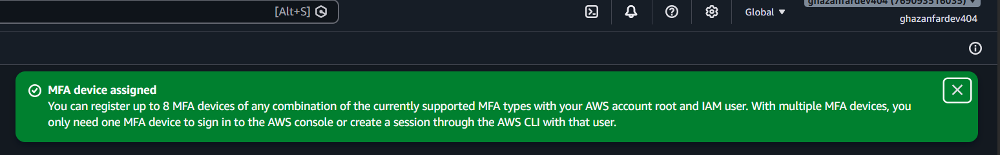 [Alt+S]
Global
ghazanfardev404 (769093516035)
ghazanfardev404
MFA device assigned
You can register up to 8 MFA devices of any combination of the currently supported MFA types with your AWS account root and IAM user. With multiple MFA devices, you
only need one MFA device to sign in to the AWS console or create a session through the AWS CLI with that user.